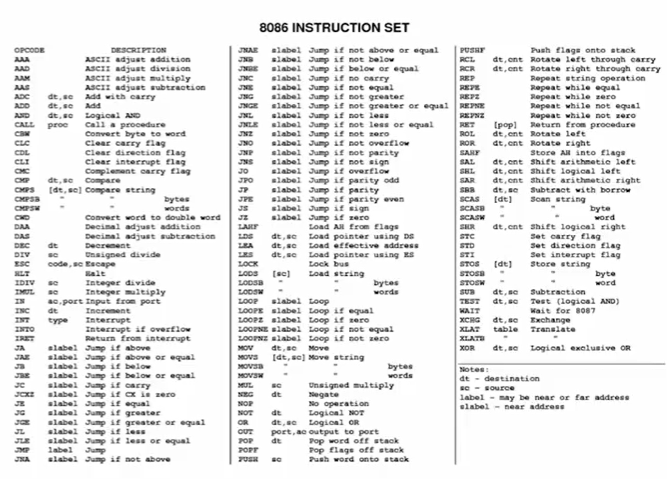 8086 INSTRUCTION SET
OPCODE DESCRIPTION
AAA ASCII adjust addition
AAD ASCII adjust division
AAM ASCII adjust multiply
AAS ASCII adjust subtraction
ADC dt,sc Add with carry
ADD dt,sc Add
AND dt,sc Logical AND
CALL proc Call a procedure
CBW Convert byte to word
CLC Clear carry flag
CDL Clear direction flag
CLI Clear interrupt flag
CMC Complement carry flag
CMP dt,sc Compare
CMPS [dt,sc] Compare string
CMPSB " " bytes
CMPSW " " words
CWD Convert word to double word
DAA Decimal adjust addition
DAS Decimal adjust subtraction
DEC dt Decrement
DIV sc Unsigned divide
ESC code,sc Escape
HLT Halt
IDIV sc Integer divide
IMUL sc Integer multiply
IN ac,port Input from port
INC dt Increment
INT type Interrupt
INTO Interrupt if overflow
IRET Return from interrupt
JA slabel Jump if above
JAE slabel Jump if above or equal
JB slabel Jump if below
JBE slabel Jump if below or equal
JC slabel Jump if carry
JCXZ slabel Jump if CX is zero
JE slabel Jump if equal
JG slabel Jump if greater
JGE slabel Jump if greater or equal
JL slabel Jump if less
JLE slabel Jump if less or equal
JMP label Jump
JNA slabel Jump if not above
JNAE slabel Jump if not above or equal
JNB slabel Jump if not below
JNBE slabel Jump if below or equal
JNC slabel Jump if no carry
JNE slabel Jump if not equal
JNG slabel Jump if not greater
JNGE slabel Jump if not greater or equal
JNL slabel Jump if not less
JNLE slabel Jump if not less or equal
JNZ slabel Jump if not zero
JNO slabel Jump if not overflow
JNP slabel Jump if not parity
JNS slabel Jump if not sign
JO slabel Jump if overflow
JPO slabel Jump if parity odd
JP slabel Jump if parity
JPE slabel Jump if parity even
JS slabel Jump if sign
JZ slabel Jump if zero
LAHF Load AH from flags
LDS dt,sc Load pointer using DS
LEA dt,sc Load effective address
LES dt,sc Load pointer using ES
LOCK Lock bus
LODS [sc] Load string
LODSB " " bytes
LODSW " " words
LOOP slabel Loop
LOOPE slabel Loop if equal
LOOPZ slabel Loop if zero
LOOPNE slabel Loop if not equal
LOOPNZ slabel Loop if not zero
MOV dt,sc Move
MOVS [dt,sc] Move string
MOVSB " " bytes
MOVSW " " words
MUL sc Unsigned multiply
NEG dt Negate
NOP No operation
NOT dt Logical NOT
OR dt,sc Logical OR
OUT port,ac output to port
POP dt Pop word off stack
POPF Pop flags off stack
PUSH sc Push word onto stack
PUSHF Push flags onto stack
RCL dt,cnt Rotate left through carry
RCR dt,cnt Rotate right through carry
REP Repeat string operation
REPE Repeat while equal
REPZ Repeat while zero
REPNE Repeat while not equal
REPNZ Repeat while not zero
RET [pop] Return from procedure
ROL dt,cnt Rotate left
ROR dt,cnt Rotate right
SAHF Store AH into flags
SAL dt,cnt Shift arithmetic left
SHL dt,cnt Shift logical left
SAR dt,cnt Shift arithmetic right
SBB dt,sc Subtract with borrow
SCAS [dt] Scan string
SCASB " " byte
SCASW " " word
SHR dt,cnt Shift logical right
STC Set carry flag
STD Set direction flag
STI Set interrupt flag
STOS [dt] Store string
STOSB " " byte
STOSW " " word
SUB dt,sc Subtraction
TEST dt,sc Test (logical AND)
WAIT Wait for 8087
XCHG dt,sc Exchange
XLAT table Translate
XLATB " "
XOR dt,sc Logical exclusive OR
Notes:
dt - destination
sc - source
label - may be near or far address
slabel - near address